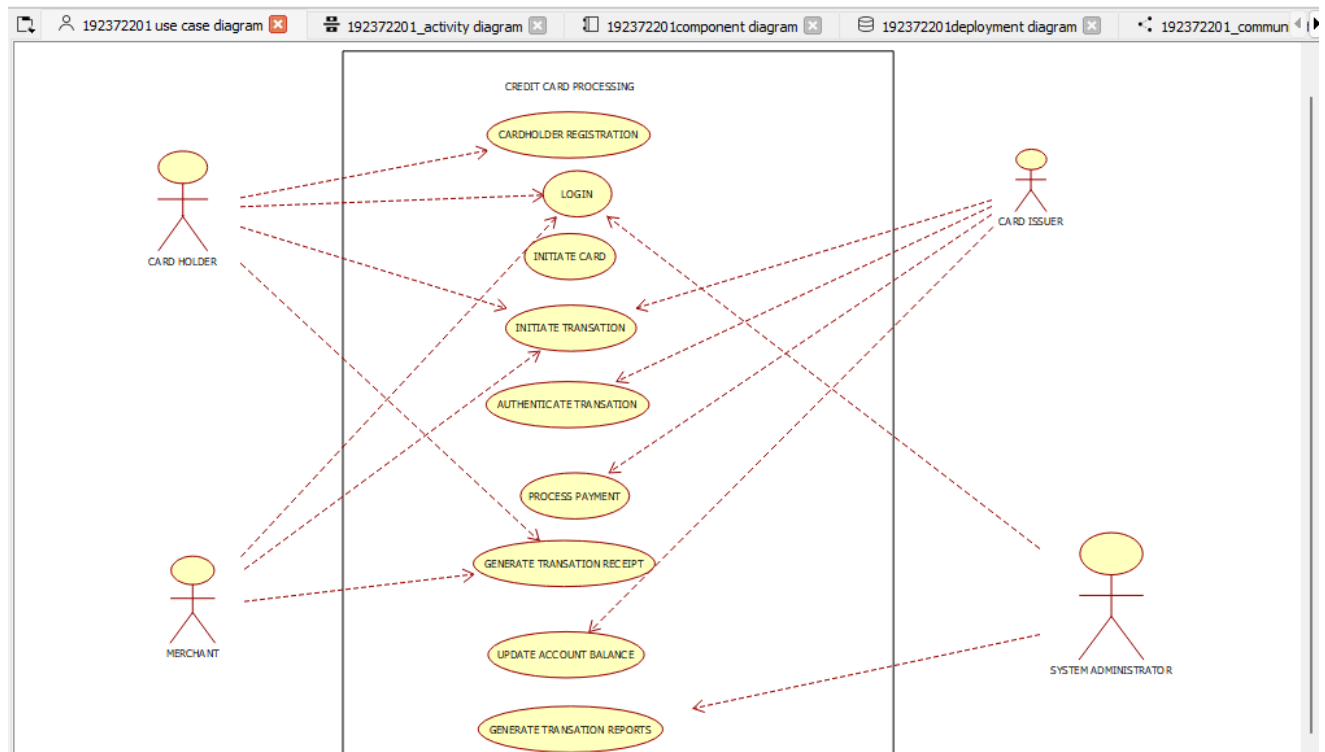 192372201 use case diagram
192372201_activity diagram
192372201component diagram
192372201deployment diagram
192372201_commun
CREDIT CARD PROCESSING
CARDHOLDER REGISTRATION
LOGIN
CARD ISSUER
INITIATE CARD
CARD HOLDER
INITIATE TRANSATION
AUTHENTICATE TRANSATION
PROCESS PAYMENT
GENERATE TRANSATION RECEIPT
MERCHANT
UPDATE ACCOUNT BALANCE
SYSTEM ADMINISTRATOR
GENERATE TRANSATION REPORTS